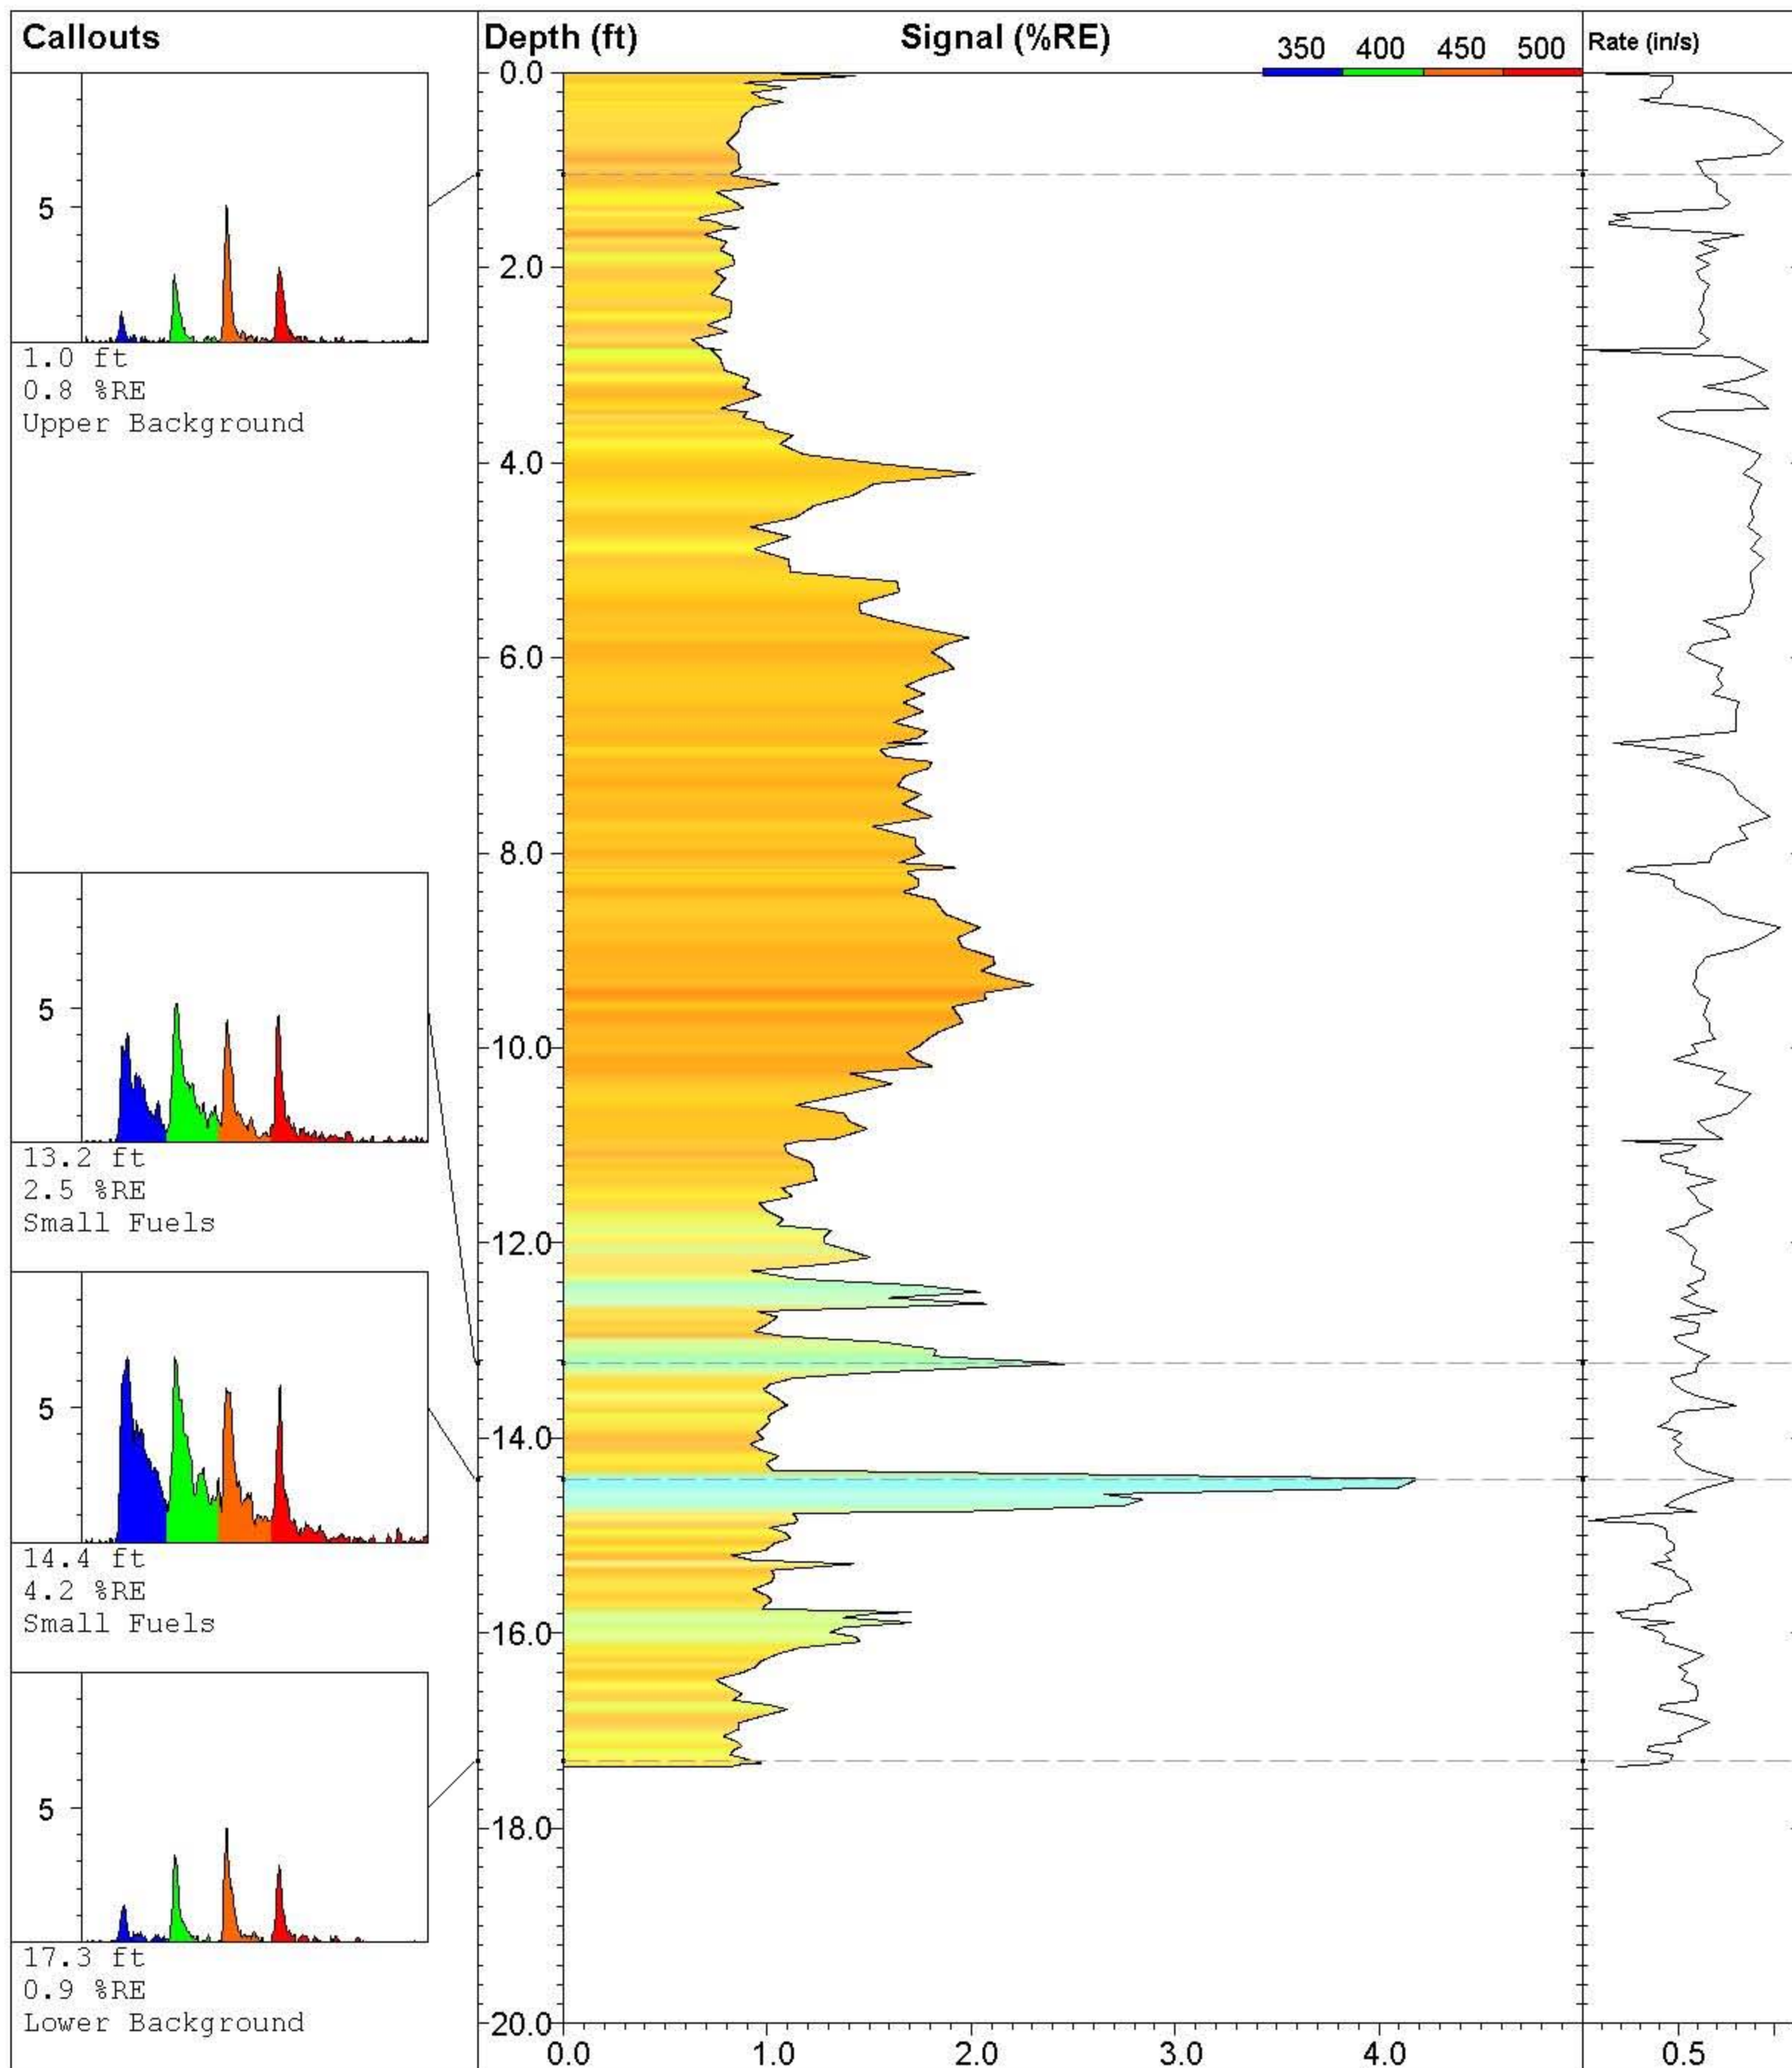 Callouts
Depth (ft)
Signal (%RE)
350 400 450 500
Rate (in/s)
5
1.0 ft
0.8 %RE
Upper Background
5
13.2 ft
2.5 %RE
Small Fuels
5
14.4 ft
4.2 %RE
Small Fuels
5
17.3 ft
0.9 %RE
Lower Background
0.0
2.0
4.0
6.0
8.0
10.0
12.0
14.0
16.0
18.0
20.0
0.0 1.0 2.0 3.0 4.0
0.5